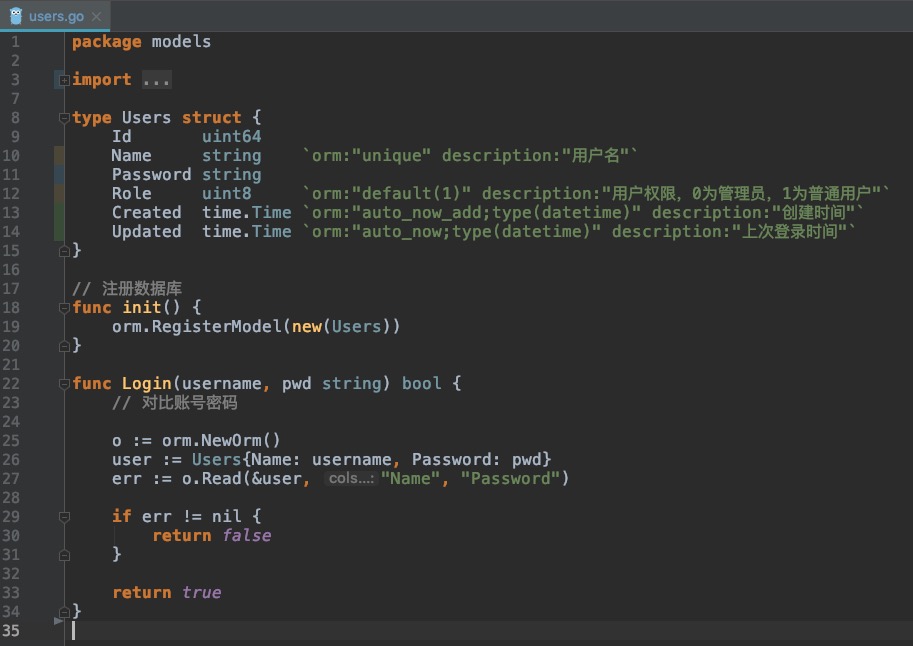 users.go
1 package models
2
3 import ...
7
8 type Users struct {
9     Id       uint64
10     Name     string    `orm:"unique" description:"用户名"`
11     Password string
12     Role     uint8     `orm:"default(1)" description:"用户权限，0为管理员，1为普通用户"`
13     Created  time.Time `orm:"auto_now_add;type(datetime)" description:"创建时间"`
14     Updated  time.Time `orm:"auto_now;type(datetime)" description:"上次登录时间"`
15 }
16
17 // 注册数据库
18 func init() {
19     orm.RegisterModel(new(Users))
20 }
21
22 func Login(username, pwd string) bool {
23     // 对比账号密码
24
25     o := orm.NewOrm()
26     user := Users{Name: username, Password: pwd}
27     err := o.Read(&user, cols...: "Name", "Password")
28
29     if err != nil {
30         return false
31     }
32
33     return true
34 }
35